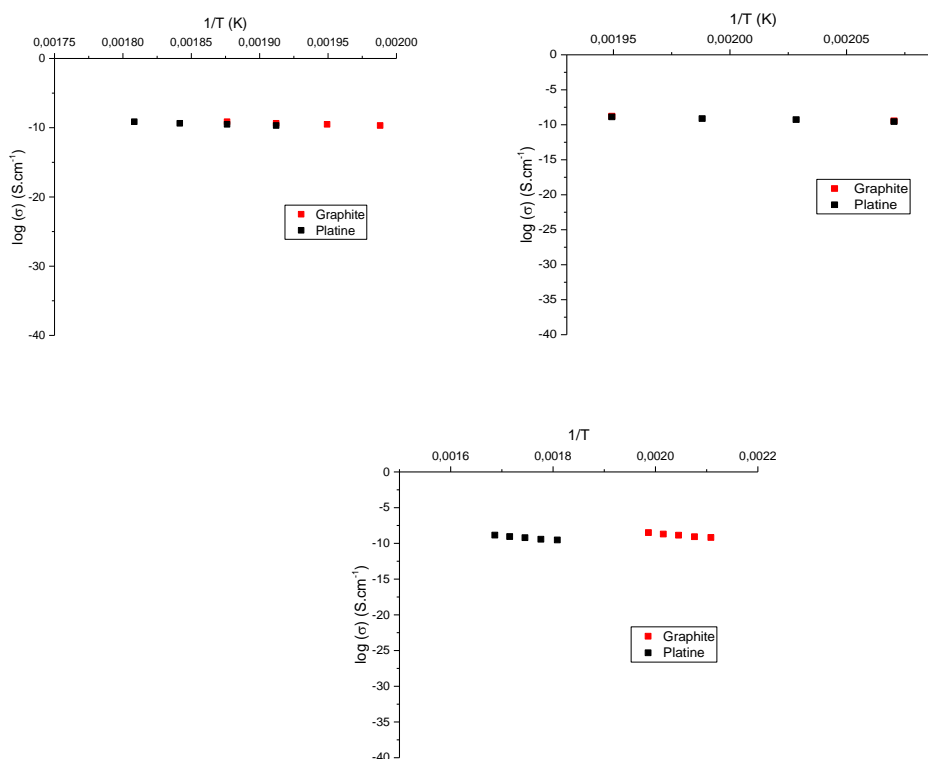 1/T (K)
0,00175 0,00180 0,00185 0,00190 0,00195 0,00200
0
-10
-20
-30
-40
log (σ) (S.cm⁻¹)
Graphite
Platine
1/T (K)
0,00195 0,00200 0,00205
0
-5
-10
-15
-20
-25
-30
-35
-40
log (σ) (S.cm⁻¹)
Graphite
Platine
1/T
0,0016 0,0018 0,0020 0,0022
0
-5
-10
-15
-20
-25
-30
-35
-40
log (σ) (S.cm⁻¹)
Graphite
Platine